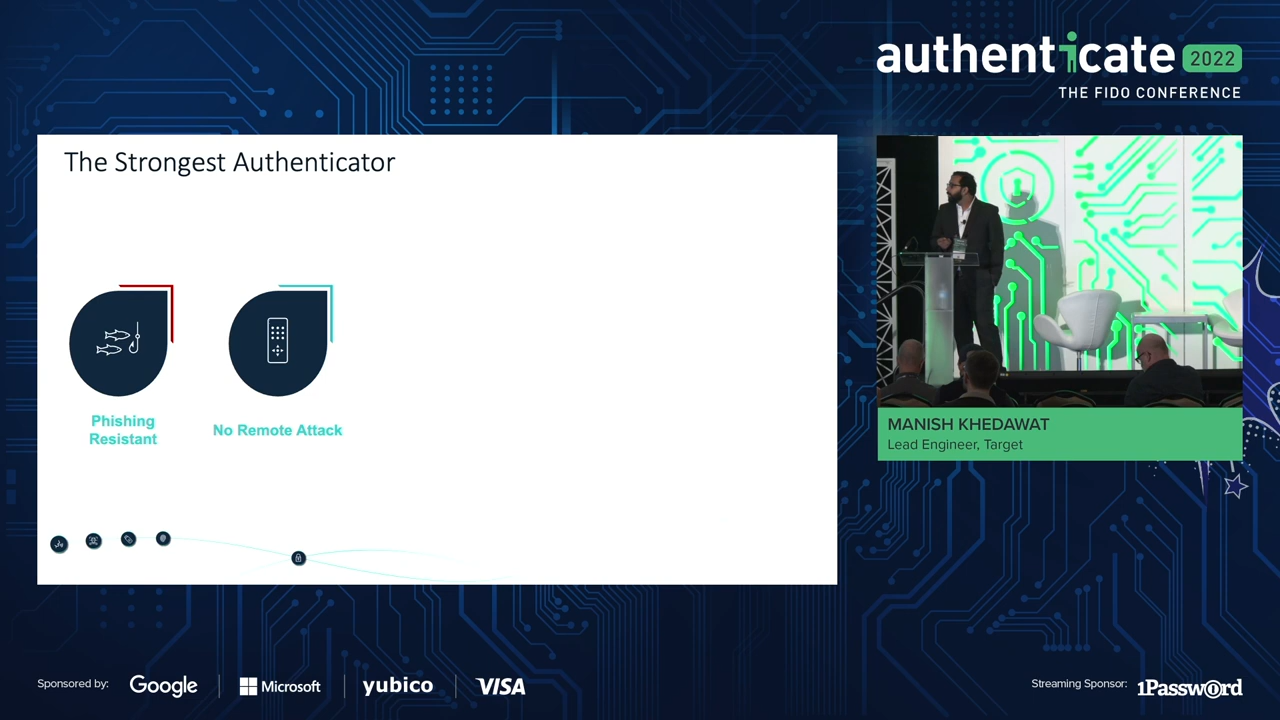 authenticate 2022
THE FIDO CONFERENCE
The Strongest Authenticator
Phishing
Resistant
No Remote Attack
MANISH KHEDAWAT
Lead Engineer, Target
Sponsored by:
Google
Microsoft
yubico
VISA
Streaming Sponsor:
1Password